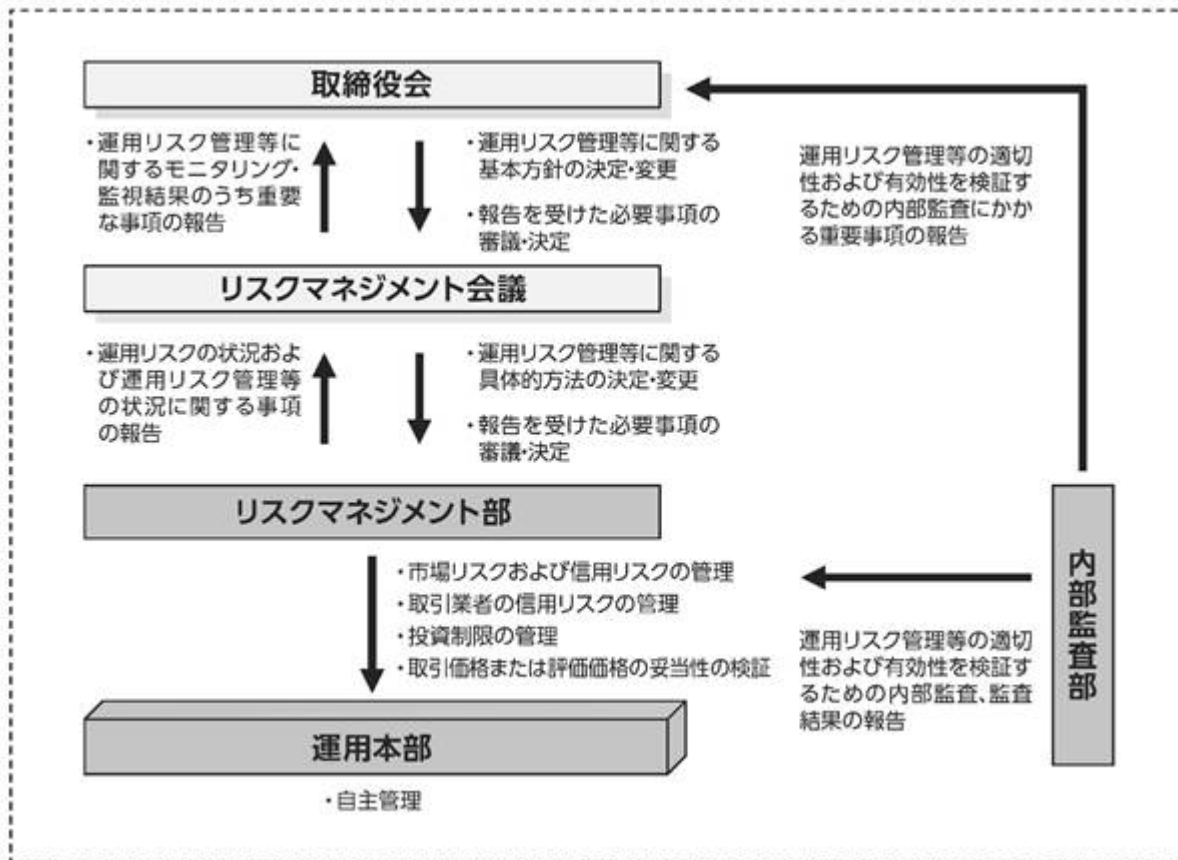 取締役会
・運用リスク管理等に
関するモニタリング・
監視結果のうち重要
な事項の報告
・運用リスク管理等に関する
基本方針の決定・変更
・報告を受けた必要事項の
審議・決定
運用リスク管理等の適切
性および有効性を検証す
るための内部監査にかか
る重要事項の報告
リスクマネジメント会議
・運用リスクの状況およ
び運用リスク管理等
の状況に関する事項
の報告
・運用リスク管理等に関する
具体的方法の決定・変更
・報告を受けた必要事項の
審議・決定
リスクマネジメント部
・市場リスクおよび信用リスクの管理
・取引業者の信用リスクの管理
・投資制限の管理
・取引価格または評価価格の妥当性の検証
内部監査部
運用リスク管理等の適切
性および有効性を検証す
るための内部監査、監査
結果の報告
運用本部
・自主管理